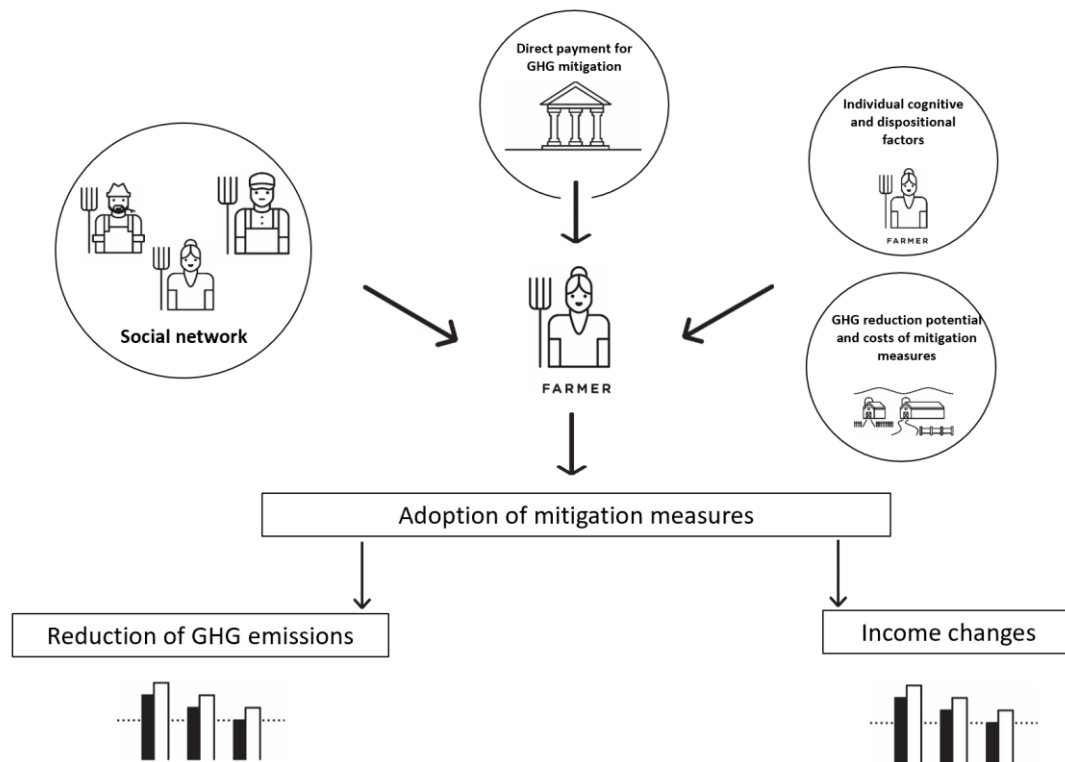 Direct payment for
GHG mitigation
Individual cognitive
and dispositional
factors
FARMER
Social network
GHG reduction potential
and costs of mitigation
measures
FARMER
Adoption of mitigation measures
Reduction of GHG emissions
Income changes